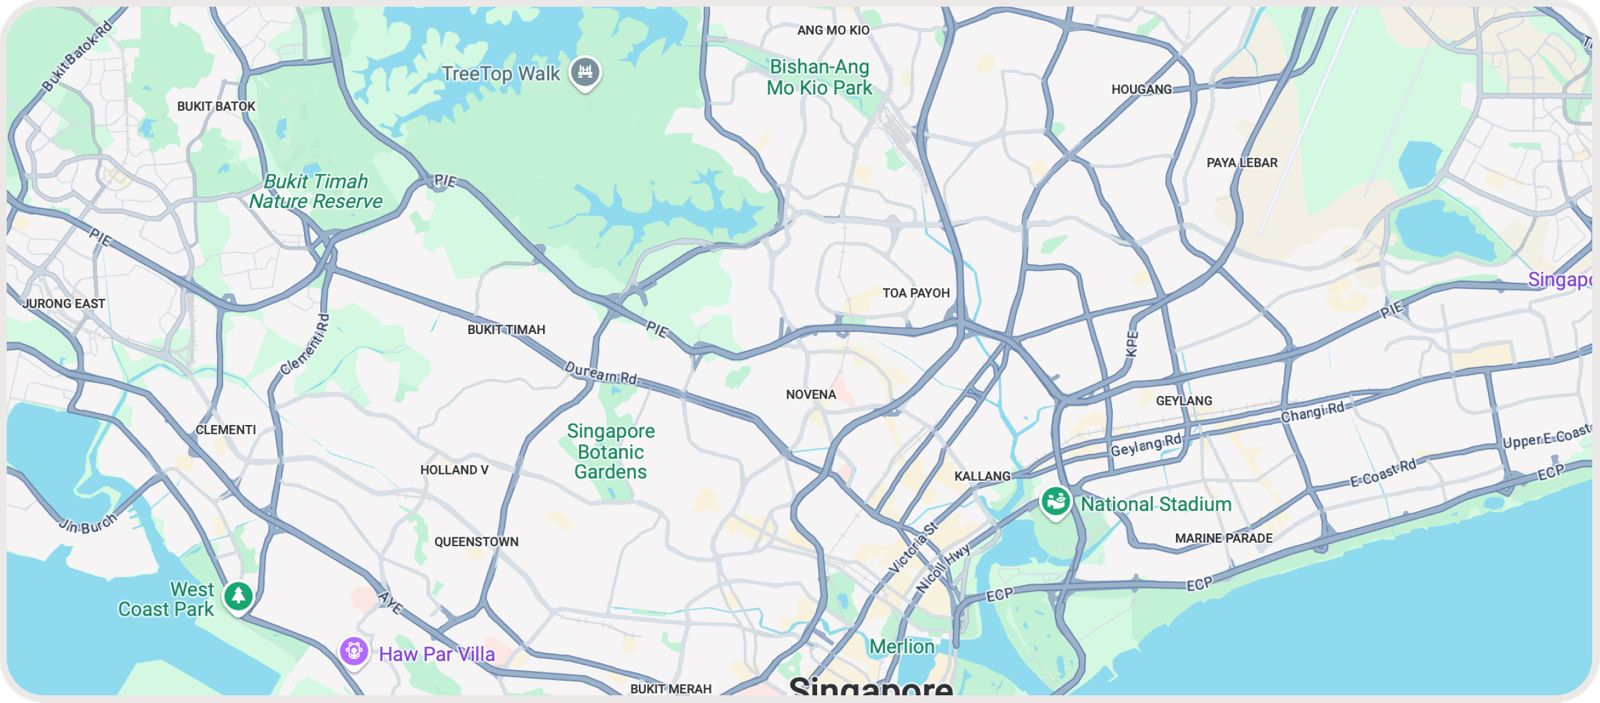 Bukit Batok Rd
ANG MO KIO
TreeTop Walk
Bishan-Ang
Mo Kio Park
HOUGANG
BUKIT BATOK
PAYA LEBAR
Bukit Timah
Nature Reserve
PIE
PIE
Singapo
TOA PAYOH
JURONG EAST
PIE
BUKIT TIMAH
PIE
KPE
Clementi Rd
Dunearn Rd
NOVENA
GEYLANG
Changi Rd
CLEMENTI
Singapore
Botanic
Gardens
Geylang Rd
Upper E Coast
HOLLAND V
KALLANG
E Coast Rd
ECP
National Stadium
Jln Buroh
QUEENSTOWN
Victoria St
MARINE PARADE
Nicoll Hwy
West
Coast Park
AYE
ECP
ECP
Haw Par Villa
Merlion
BUKIT MERAH
Singapore